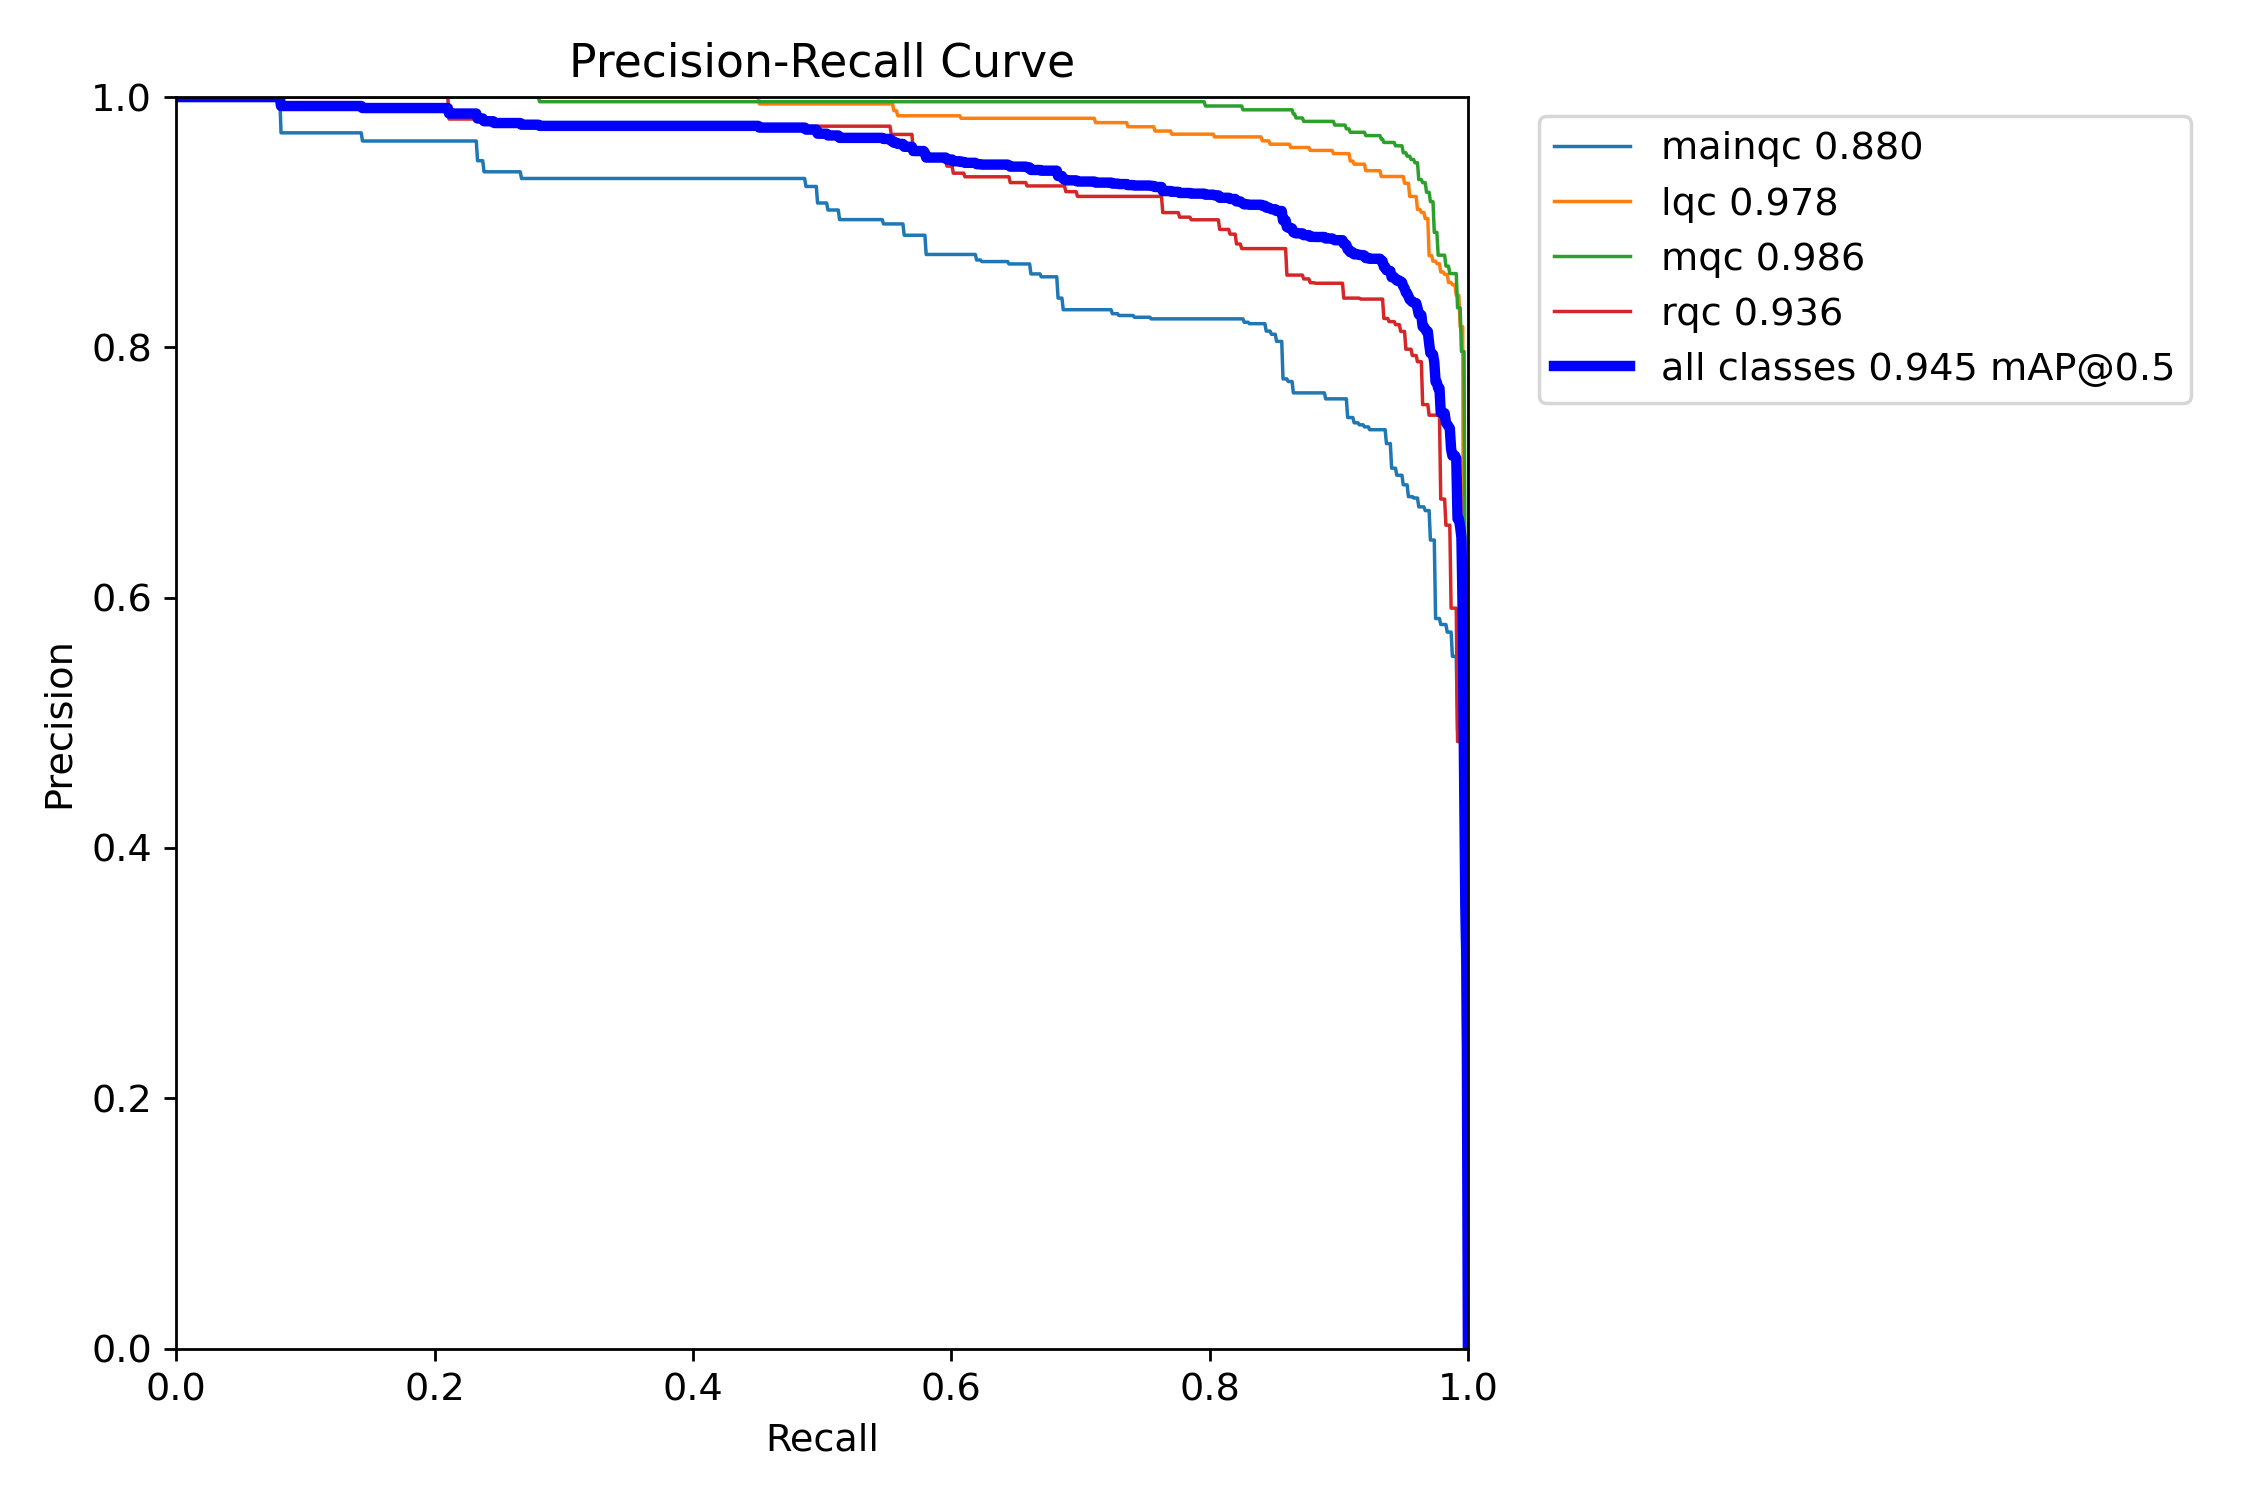 Precision-Recall Curve
1.0
0.8
0.6
0.4
0.2
0.0
Precision
0.0 0.2 0.4 0.6 0.8 1.0
Recall
mainqc 0.880
lqc 0.978
mqc 0.986
rqc 0.936
all classes 0.945 mAP@0.5